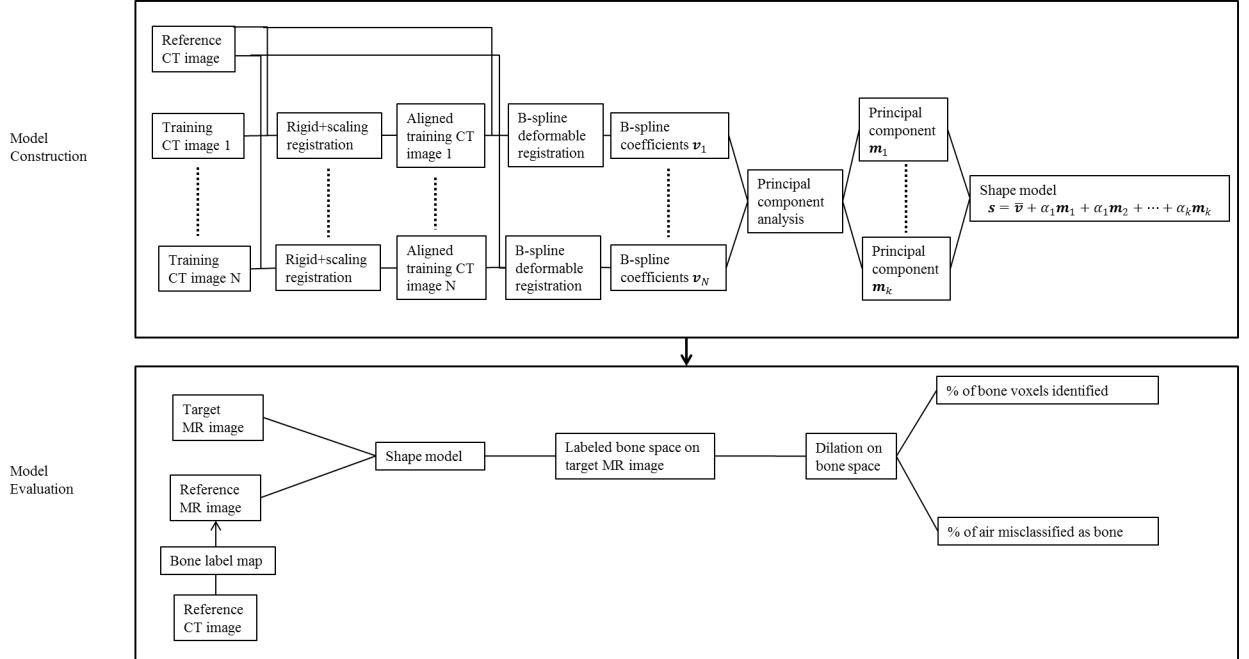 Model
Construction
Reference
CT image
Training
CT image 1
Rigid+scaling
registration
Aligned
training CT
image 1
B-spline
deformable
registration
B-spline
coefficients 𝒗₁
Training
CT image N
Rigid+scaling
registration
Aligned
training CT
image N
B-spline
deformable
registration
B-spline
coefficients 𝒗_N
Principal
component
analysis
Principal
component
𝒎₁
Principal
component
𝒎ₖ
Shape model
𝒔 = 𝒗̅ + α₁𝒎₁ + α₁𝒎₂ + ⋯ + αₖ𝒎ₖ
Model
Evaluation
Target
MR image
Reference
MR image
Bone label map
Reference
CT image
Shape model
Labeled bone space on
target MR image
Dilation on
bone space
% of bone voxels identified
% of air misclassified as bone